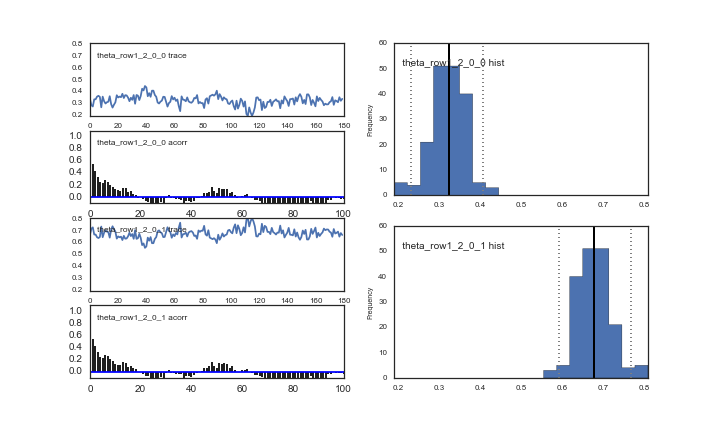 0.8
0.7
0.6
0.5
0.4
0.3
0.2
theta_row1_2_0_0 trace
0 20 40 60 80 100 120 140 160 180
1.0
0.8
0.6
0.4
0.2
0.0
theta_row1_2_0_0 acorr
0 20 40 60 80 100
0.8
0.7
0.6
0.5
0.4
0.3
0.2
theta_row1_2_0_1 trace
0 20 40 60 80 100 120 140 160 180
1.0
0.8
0.6
0.4
0.2
0.0
theta_row1_2_0_1 acorr
0 20 40 60 80 100
60
50
40
30
20
10
0
Frequency
theta_row1_2_0_0 hist
0.2 0.3 0.4 0.5 0.6 0.7 0.8
60
50
40
30
20
10
0
Frequency
theta_row1_2_0_1 hist
0.2 0.3 0.4 0.5 0.6 0.7 0.8